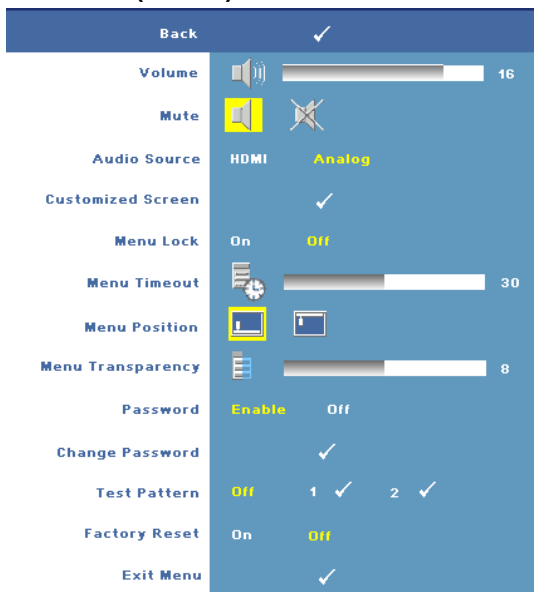 Back
Volume 16
Mute
Audio Source HDMI Analog
Customized Screen
Menu Lock On Off
Menu Timeout 30
Menu Position
Menu Transparency 8
Password Enable Off
Change Password
Test Pattern Off 1 2
Factory Reset On Off
Exit Menu